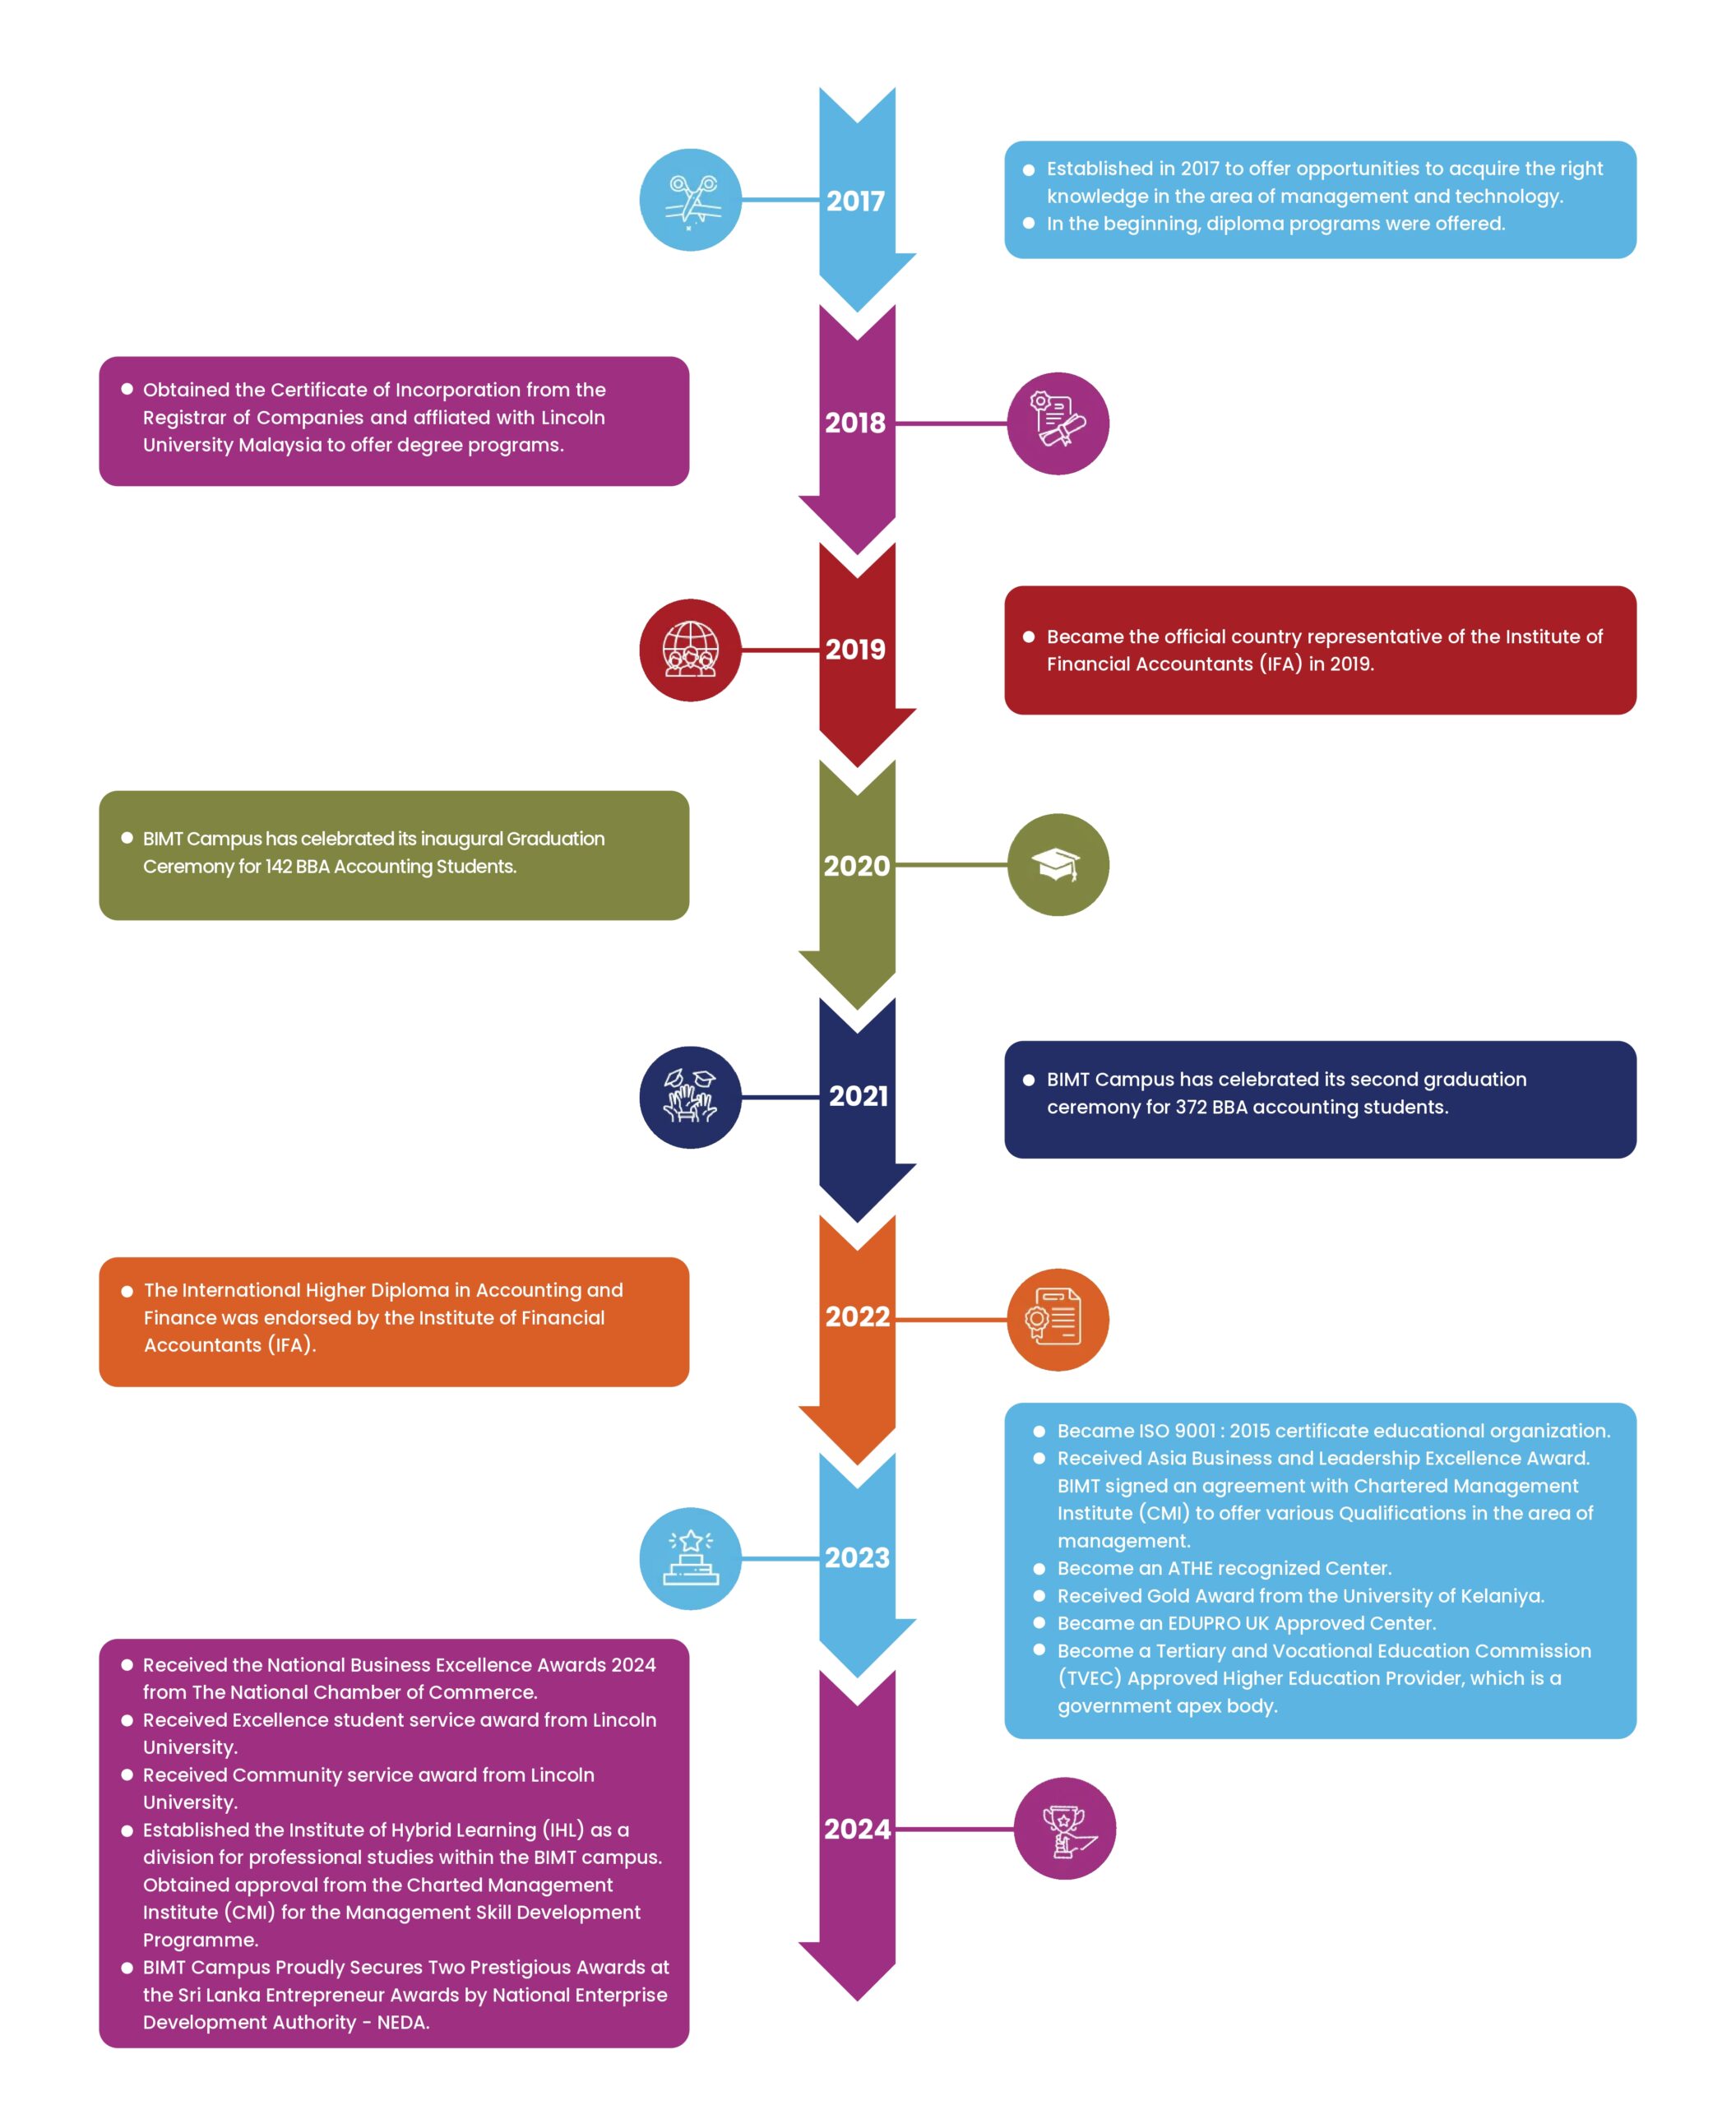 2017
Established in 2017 to offer opportunities to acquire the right
knowledge in the area of management and technology.
In the beginning, diploma programs were offered.
2018
Obtained the Certificate of Incorporation from the
Registrar of Companies and affliated with Lincoln
University Malaysia to offer degree programs.
2019
Became the official country representative of the Institute of
Financial Accountants (IFA) in 2019.
2020
BIMT Campus has celebrated its inaugural Graduation
Ceremony for 142 BBA Accounting Students.
2021
BIMT Campus has celebrated its second graduation
ceremony for 372 BBA accounting students.
2022
The International Higher Diploma in Accounting and
Finance was endorsed by the Institute of Financial
Accountants (IFA).
2023
Became ISO 9001 : 2015 certificate educational organization.
Received Asia Business and Leadership Excellence Award.
BIMT signed an agreement with Chartered Management
Institute (CMI) to offer various Qualifications in the area of
management.
Become an ATHE recognized Center.
Received Gold Award from the University of Kelaniya.
Became an EDUPRO UK Approved Center.
Become a Tertiary and Vocational Education Commission
(TVEC) Approved Higher Education Provider, which is a
government apex body.
2024
Received the National Business Excellence Awards 2024
from The National Chamber of Commerce.
Received Excellence student service award from Lincoln
University.
Received Community service award from Lincoln
University.
Established the Institute of Hybrid Learning (IHL) as a
division for professional studies within the BIMT campus.
Obtained approval from the Charted Management
Institute (CMI) for the Management Skill Development
Programme.
BIMT Campus Proudly Secures Two Prestigious Awards at
the Sri Lanka Entrepreneur Awards by National Enterprise
Development Authority - NEDA.